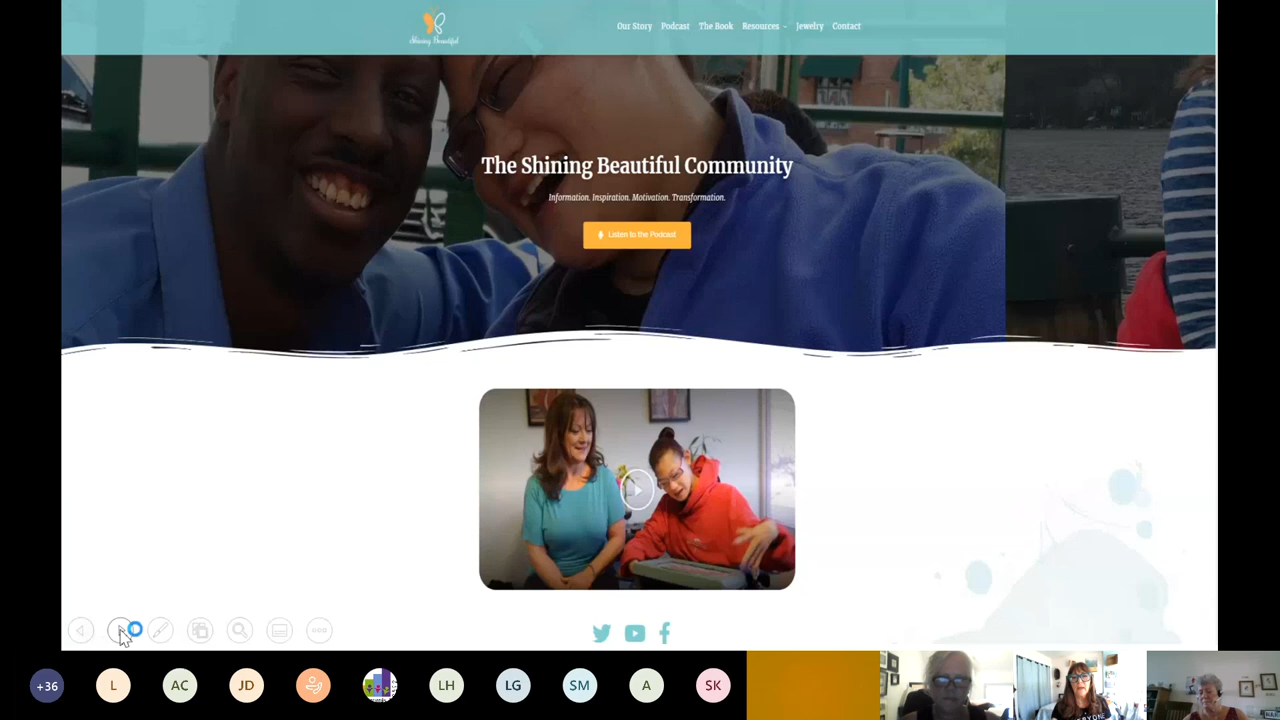 Shining Beautiful
Our Story Podcast The Book Resources Jewelry Contact
The Shining Beautiful Community
Information. Inspiration. Motivation. Transformation.
Listen to the Podcast
+36 L AC JD LH LG SM A SK